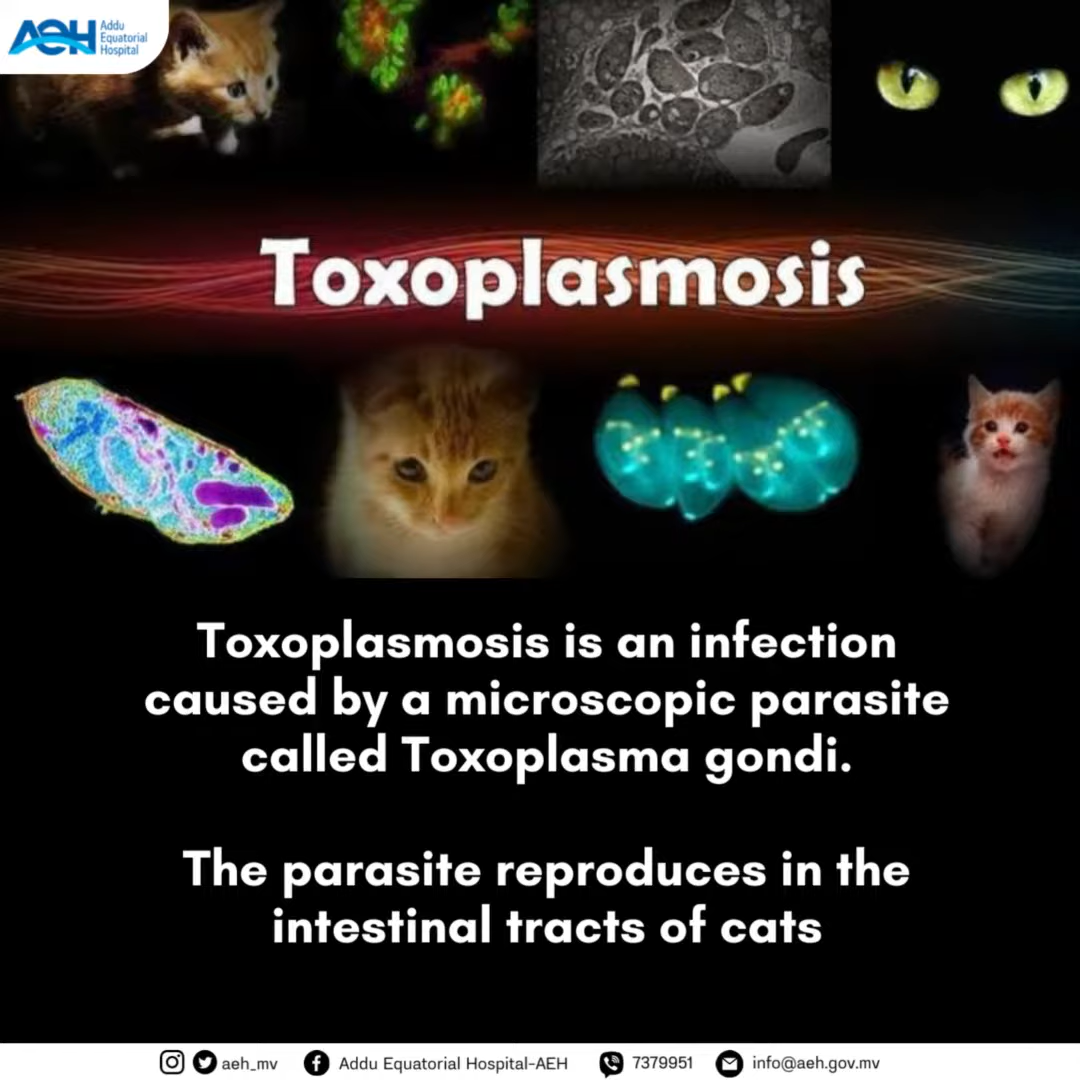 AEH
Addu
Equatorial
Hospital
Toxoplasmosis
Toxoplasmosis is an infection
caused by a microscopic parasite
called Toxoplasma gondi.
The parasite reproduces in the
intestinal tracts of cats
aeh_mv Addu Equatorial Hospital-AEH 7379951 info@aeh.gov.mv